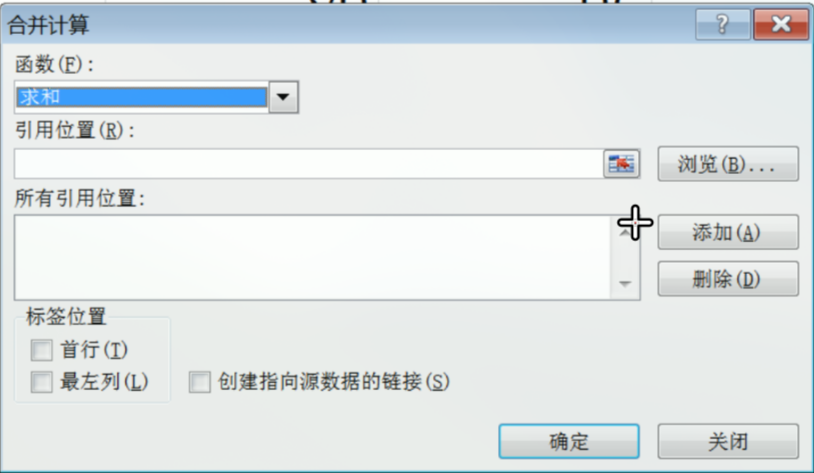 合并计算
函数(F):
求和
引用位置(R):
浏览(B)...
所有引用位置:
添加(A)
删除(D)
标签位置
首行(T)
最左列(L)
创建指向源数据的链接(S)
确定
关闭